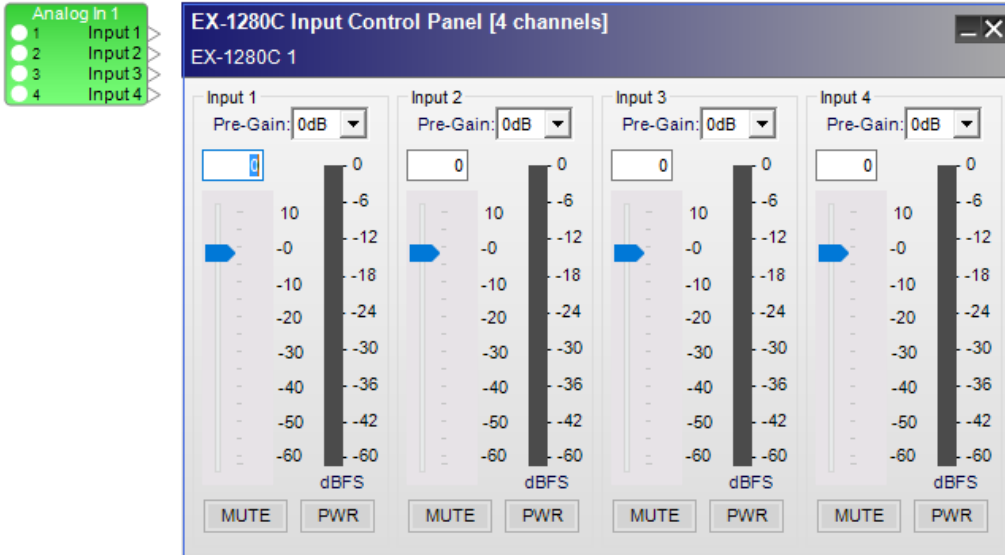 Analog In 1
1 Input 1
2 Input 2
3 Input 3
4 Input 4
EX-1280C Input Control Panel [4 channels]
EX-1280C 1
Input 1 Input 2 Input 3 Input 4
Pre-Gain: 0dB Pre-Gain: 0dB Pre-Gain: 0dB Pre-Gain: 0dB
0 0 0 0 0 0 0 0
10 -6 10 -6 10 -6 10 -6
-0 -12 -0 -12 -0 -12 -0 -12
-10 -18 -10 -18 -10 -18 -10 -18
-20 -24 -20 -24 -20 -24 -20 -24
-30 -30 -30 -30 -30 -30 -30 -30
-40 -36 -40 -36 -40 -36 -40 -36
-50 -42 -50 -42 -50 -42 -50 -42
-60 -60 -60 -60 -60 -60 -60 -60
dBFS dBFS dBFS dBFS
MUTE PWR MUTE PWR MUTE PWR MUTE PWR